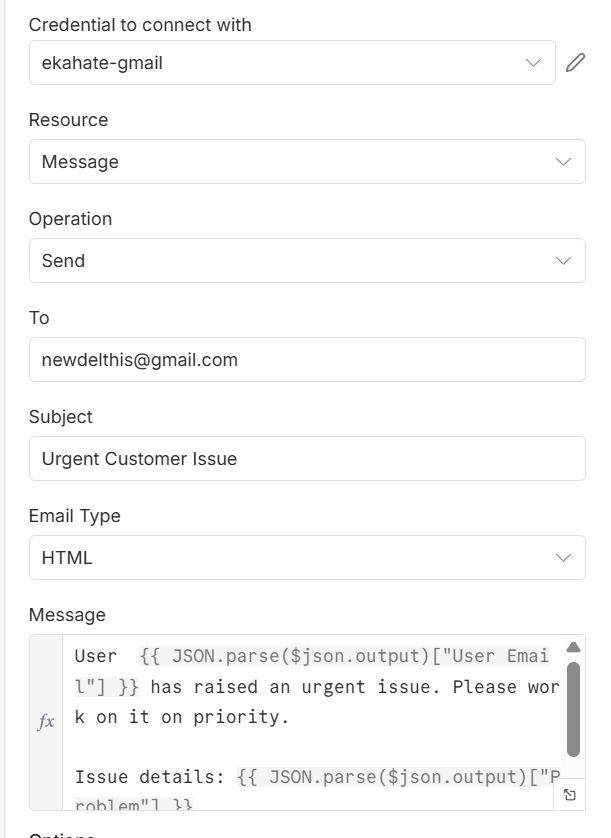 Credential to connect with
ekahate-gmail
Resource
Message
Operation
Send
To
newdelthis@gmail.com
Subject
Urgent Customer Issue
Email Type
HTML
Message
fx
User  {{ JSON.parse($json.output)["User Emai
l"] }} has raised an urgent issue. Please wor
k on it on priority.
Issue details: {{ JSON.parse($json.output)["P
roblem"] }}
Options